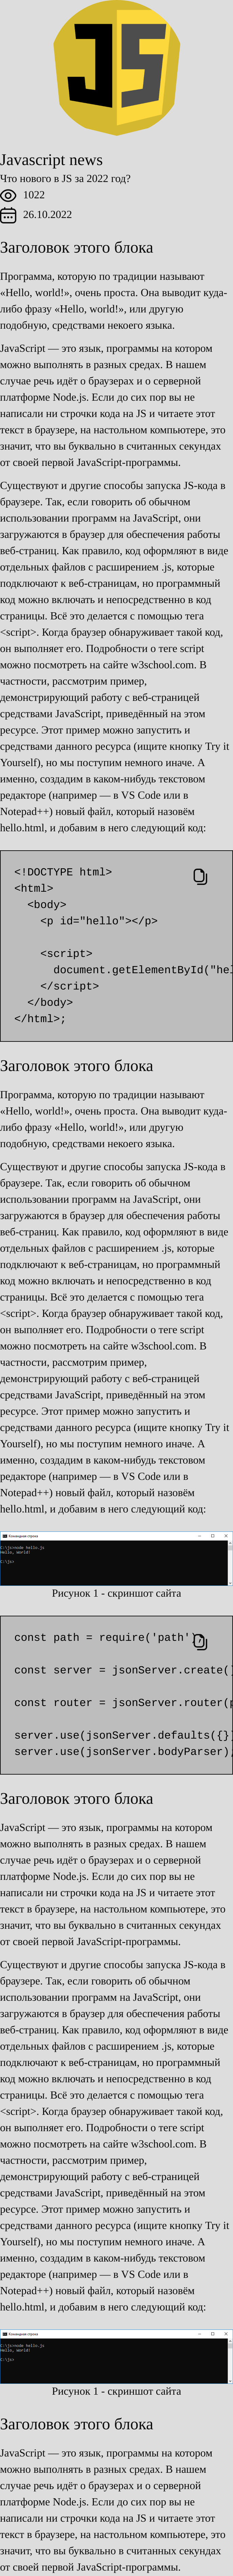 JS
Javascript news
Что нового в JS за 2022 год?
1022
26.10.2022
Заголовок этого блока
Программа, которую по традиции называют
«Hello, world!», очень проста. Она выводит куда-
либо фразу «Hello, world!», или другую
подобную, средствами некоего языка.
JavaScript — это язык, программы на котором
можно выполнять в разных средах. В нашем
случае речь идёт о браузерах и о серверной
платформе Node.js. Если до сих пор вы не
написали ни строчки кода на JS и читаете этот
текст в браузере, на настольном компьютере, это
значит, что вы буквально в считанных секундах
от своей первой JavaScript-программы.
Существуют и другие способы запуска JS-кода в
браузере. Так, если говорить об обычном
использовании программ на JavaScript, они
загружаются в браузер для обеспечения работы
веб-страниц. Как правило, код оформляют в виде
отдельных файлов с расширением .js, которые
подключают к веб-страницам, но программный
код можно включать и непосредственно в код
страницы. Всё это делается с помощью тега
<script>. Когда браузер обнаруживает такой код,
он выполняет его. Подробности о теге script
можно посмотреть на сайте w3school.com. В
частности, рассмотрим пример,
демонстрирующий работу с веб-страницей
средствами JavaScript, приведённый на этом
ресурсе. Этот пример можно запустить и
средствами данного ресурса (ищите кнопку Try it
Yourself), но мы поступим немного иначе. А
именно, создадим в каком-нибудь текстовом
редакторе (например — в VS Code или в
Notepad++) новый файл, который назовём
hello.html, и добавим в него следующий код:
<!DOCTYPE html>
<html>
<body>
<p id="hello"></p>
<script>
document.getElementById("hel
</script>
</body>
</html>;
Заголовок этого блока
Программа, которую по традиции называют
«Hello, world!», очень проста. Она выводит куда-
либо фразу «Hello, world!», или другую
подобную, средствами некоего языка.
Существуют и другие способы запуска JS-кода в
браузере. Так, если говорить об обычном
использовании программ на JavaScript, они
загружаются в браузер для обеспечения работы
веб-страниц. Как правило, код оформляют в виде
отдельных файлов с расширением .js, которые
подключают к веб-страницам, но программный
код можно включать и непосредственно в код
страницы. Всё это делается с помощью тега
<script>. Когда браузер обнаруживает такой код,
он выполняет его. Подробности о теге script
можно посмотреть на сайте w3school.com. В
частности, рассмотрим пример,
демонстрирующий работу с веб-страницей
средствами JavaScript, приведённый на этом
ресурсе. Этот пример можно запустить и
средствами данного ресурса (ищите кнопку Try it
Yourself), но мы поступим немного иначе. А
именно, создадим в каком-нибудь текстовом
редакторе (например — в VS Code или в
Notepad++) новый файл, который назовём
hello.html, и добавим в него следующий код:
Командная строка
C:\js>node hello.js
Hello, World!
C:\js>
Рисунок 1 - скриншот сайта
const path = require('path');
const server = jsonServer.create()
const router = jsonServer.router(p
server.use(jsonServer.defaults({})
server.use(jsonServer.bodyParser);
Заголовок этого блока
JavaScript — это язык, программы на котором
можно выполнять в разных средах. В нашем
случае речь идёт о браузерах и о серверной
платформе Node.js. Если до сих пор вы не
написали ни строчки кода на JS и читаете этот
текст в браузере, на настольном компьютере, это
значит, что вы буквально в считанных секундах
от своей первой JavaScript-программы.
Существуют и другие способы запуска JS-кода в
браузере. Так, если говорить об обычном
использовании программ на JavaScript, они
загружаются в браузер для обеспечения работы
веб-страниц. Как правило, код оформляют в виде
отдельных файлов с расширением .js, которые
подключают к веб-страницам, но программный
код можно включать и непосредственно в код
страницы. Всё это делается с помощью тега
<script>. Когда браузер обнаруживает такой код,
он выполняет его. Подробности о теге script
можно посмотреть на сайте w3school.com. В
частности, рассмотрим пример,
демонстрирующий работу с веб-страницей
средствами JavaScript, приведённый на этом
ресурсе. Этот пример можно запустить и
средствами данного ресурса (ищите кнопку Try it
Yourself), но мы поступим немного иначе. А
именно, создадим в каком-нибудь текстовом
редакторе (например — в VS Code или в
Notepad++) новый файл, который назовём
hello.html, и добавим в него следующий код:
Командная строка
C:\js>node hello.js
Hello, World!
C:\js>
Рисунок 1 - скриншот сайта
Заголовок этого блока
JavaScript — это язык, программы на котором
можно выполнять в разных средах. В нашем
случае речь идёт о браузерах и о серверной
платформе Node.js. Если до сих пор вы не
написали ни строчки кода на JS и читаете этот
текст в браузере, на настольном компьютере, это
значит, что вы буквально в считанных секундах
от своей первой JavaScript-программы.